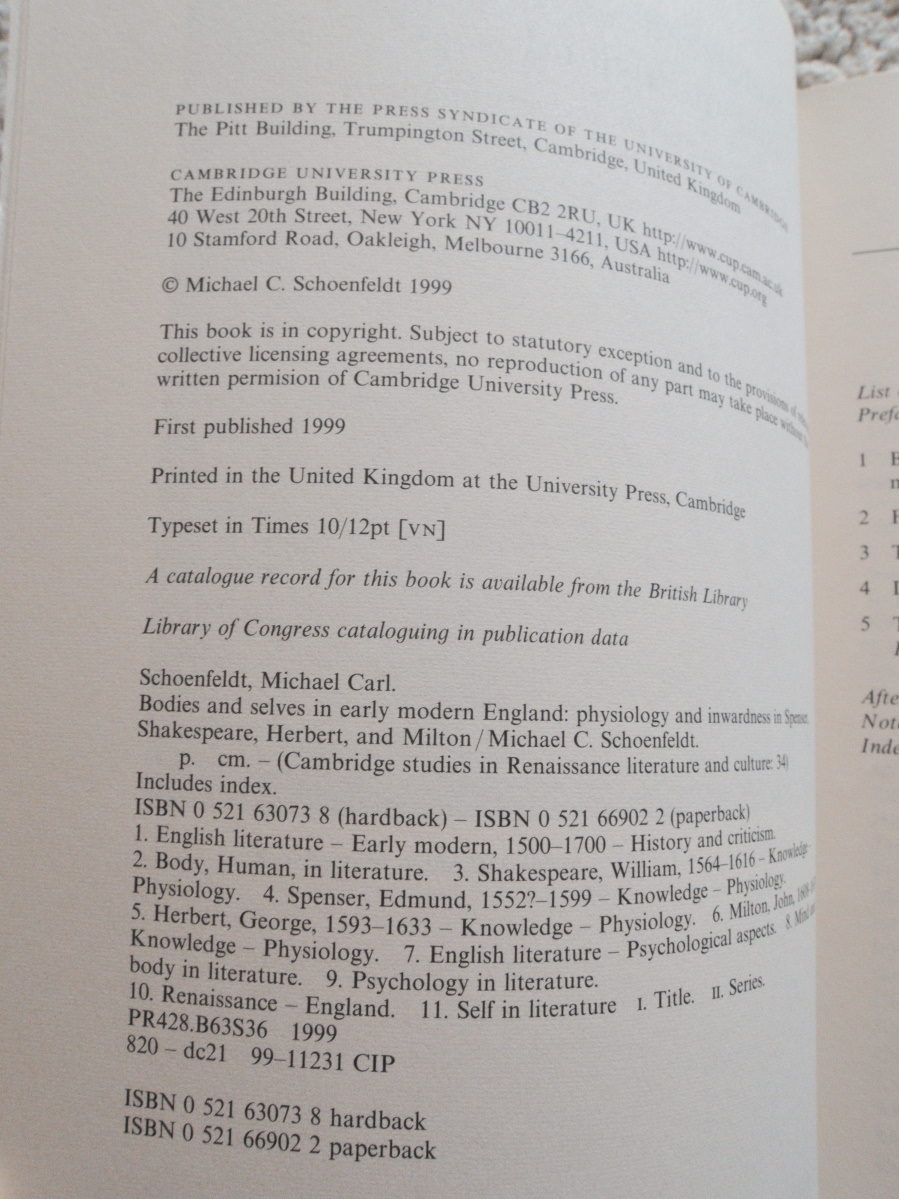 PUBLISHED BY THE PRESS SYNDICATE OF THE UNIVERSITY OF CAMBRIDGE
The Pitt Building, Trumpington Street, Cambridge, United Kingdom
CAMBRIDGE UNIVERSITY PRESS
The Edinburgh Building, Cambridge CB2 2RU, UK http://www.cup.cam.ac.uk
40 West 20th Street, New York NY 10011–4211, USA http://www.cup.org
10 Stamford Road, Oakleigh, Melbourne 3166, Australia
© Michael C. Schoenfeldt 1999
This book is in copyright. Subject to statutory exception and to the provisions of
collective licensing agreements, no reproduction of any part may take place without
written permision of Cambridge University Press.
First published 1999
Printed in the United Kingdom at the University Press, Cambridge
Typeset in Times 10/12pt [VN]
A catalogue record for this book is available from the British Library
Library of Congress cataloguing in publication data
Schoenfeldt, Michael Carl.
Bodies and selves in early modern England: physiology and inwardness in Spenser,
Shakespeare, Herbert, and Milton / Michael C. Schoenfeldt.
p. cm. – (Cambridge studies in Renaissance literature and culture: 34)
Includes index.
ISBN 0 521 63073 8 (hardback) – ISBN 0 521 66902 2 (paperback)
1. English literature – Early modern, 1500–1700 – History and criticism.
2. Body, Human, in literature. 3. Shakespeare, William, 1564–1616 – Knowledge –
Physiology. 4. Spenser, Edmund, 1552?–1599 – Knowledge – Physiology.
5. Herbert, George, 1593–1633 – Knowledge – Physiology. 6. Milton, John,
Knowledge – Physiology. 7. English literature – Psychological aspects. 8. Mind
body in literature. 9. Psychology in literature.
10. Renaissance – England. 11. Self in literature I. Title. II. Series.
PR428.B63S36 1999
820 – dc21 99–11231 CIP
ISBN 0 521 63073 8 hardback
ISBN 0 521 66902 2 paperback
List
1
2
3
4
5